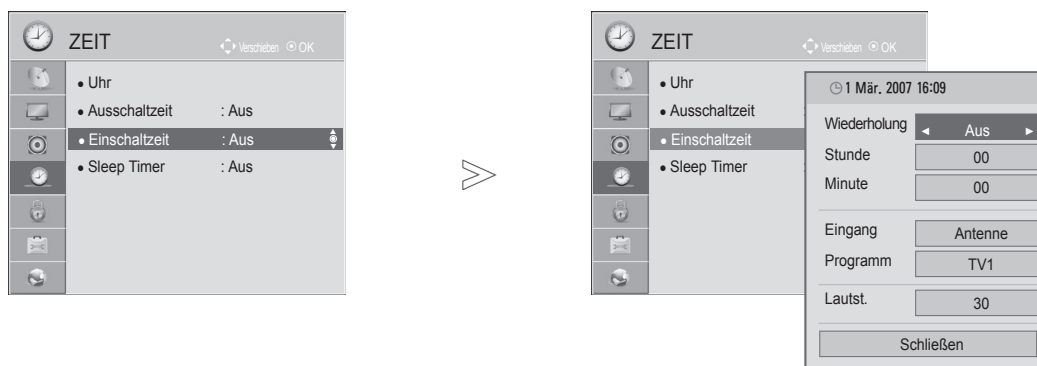 ZEIT
Verschieben OK
• Uhr
• Ausschaltzeit : Aus
• Einschaltzeit : Aus
• Sleep Timer : Aus
ZEIT
Verschieben OK
• Uhr
• Ausschaltzeit :
• Einschaltzeit
• Sleep Timer :
1 Mär. 2007 16:09
Wiederholung ◄ Aus ►
Stunde 00
Minute 00
Eingang Antenne
Programm TV1
Lautst. 30
Schließen